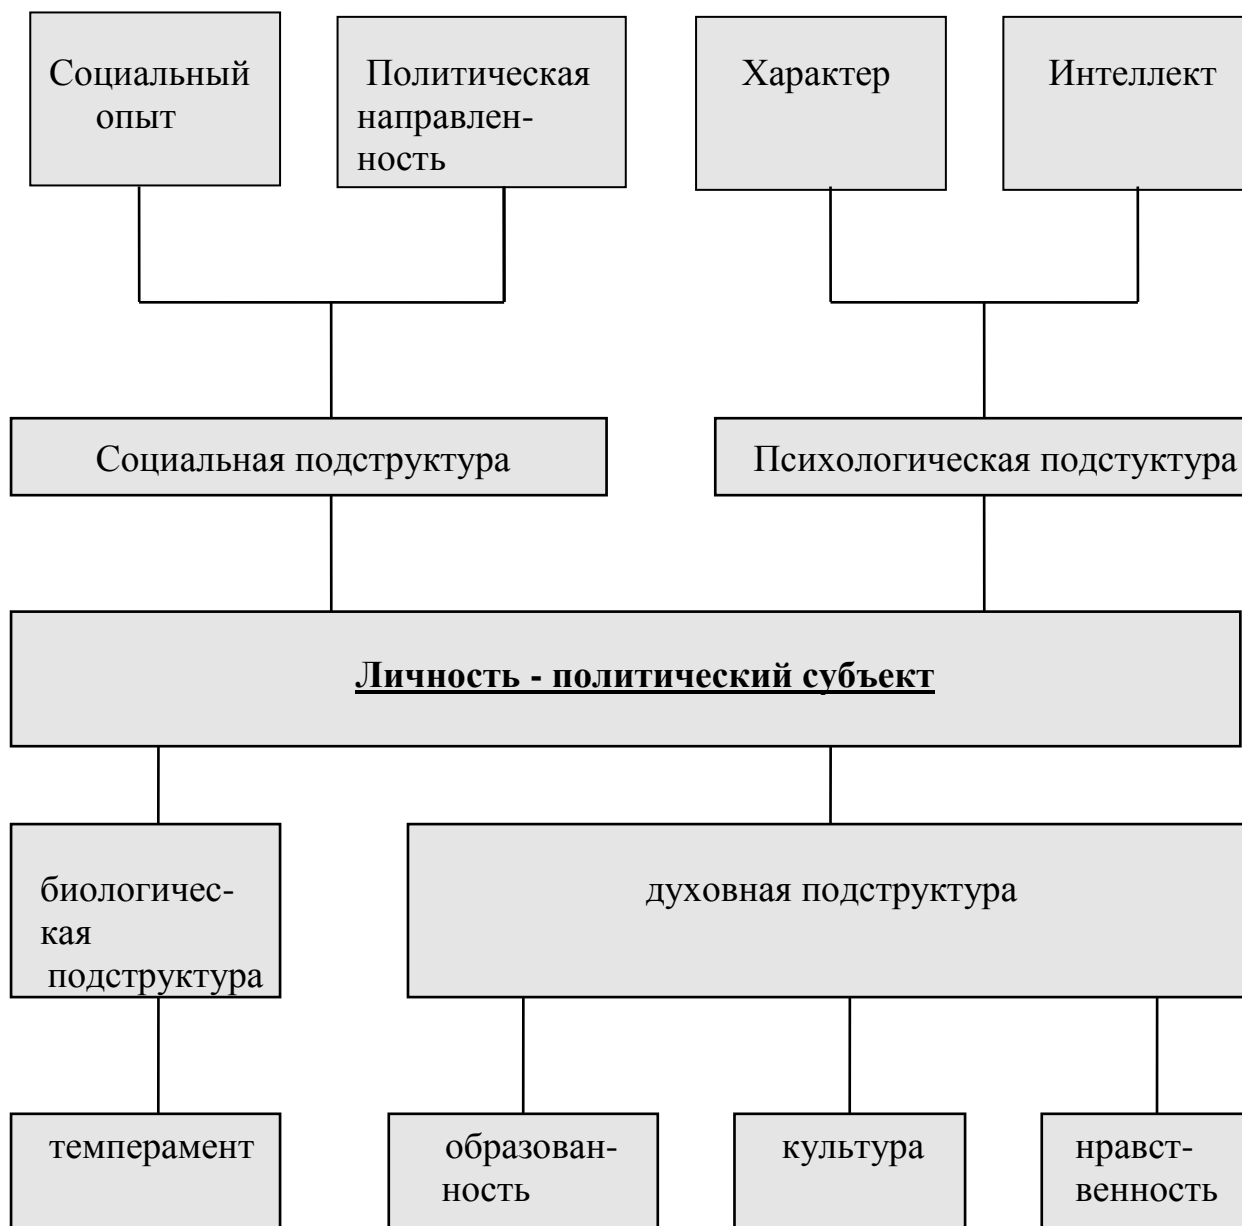 Социальный
опыт
Политическая
направлен-
ность
Характер
Интеллект
Социальная подструктура
Психологическая подстуктура
Личность - политический субъект
биологичес-
кая
подструктура
духовная подструктура
темперамент
образован-
ность
культура
нравст-
венность